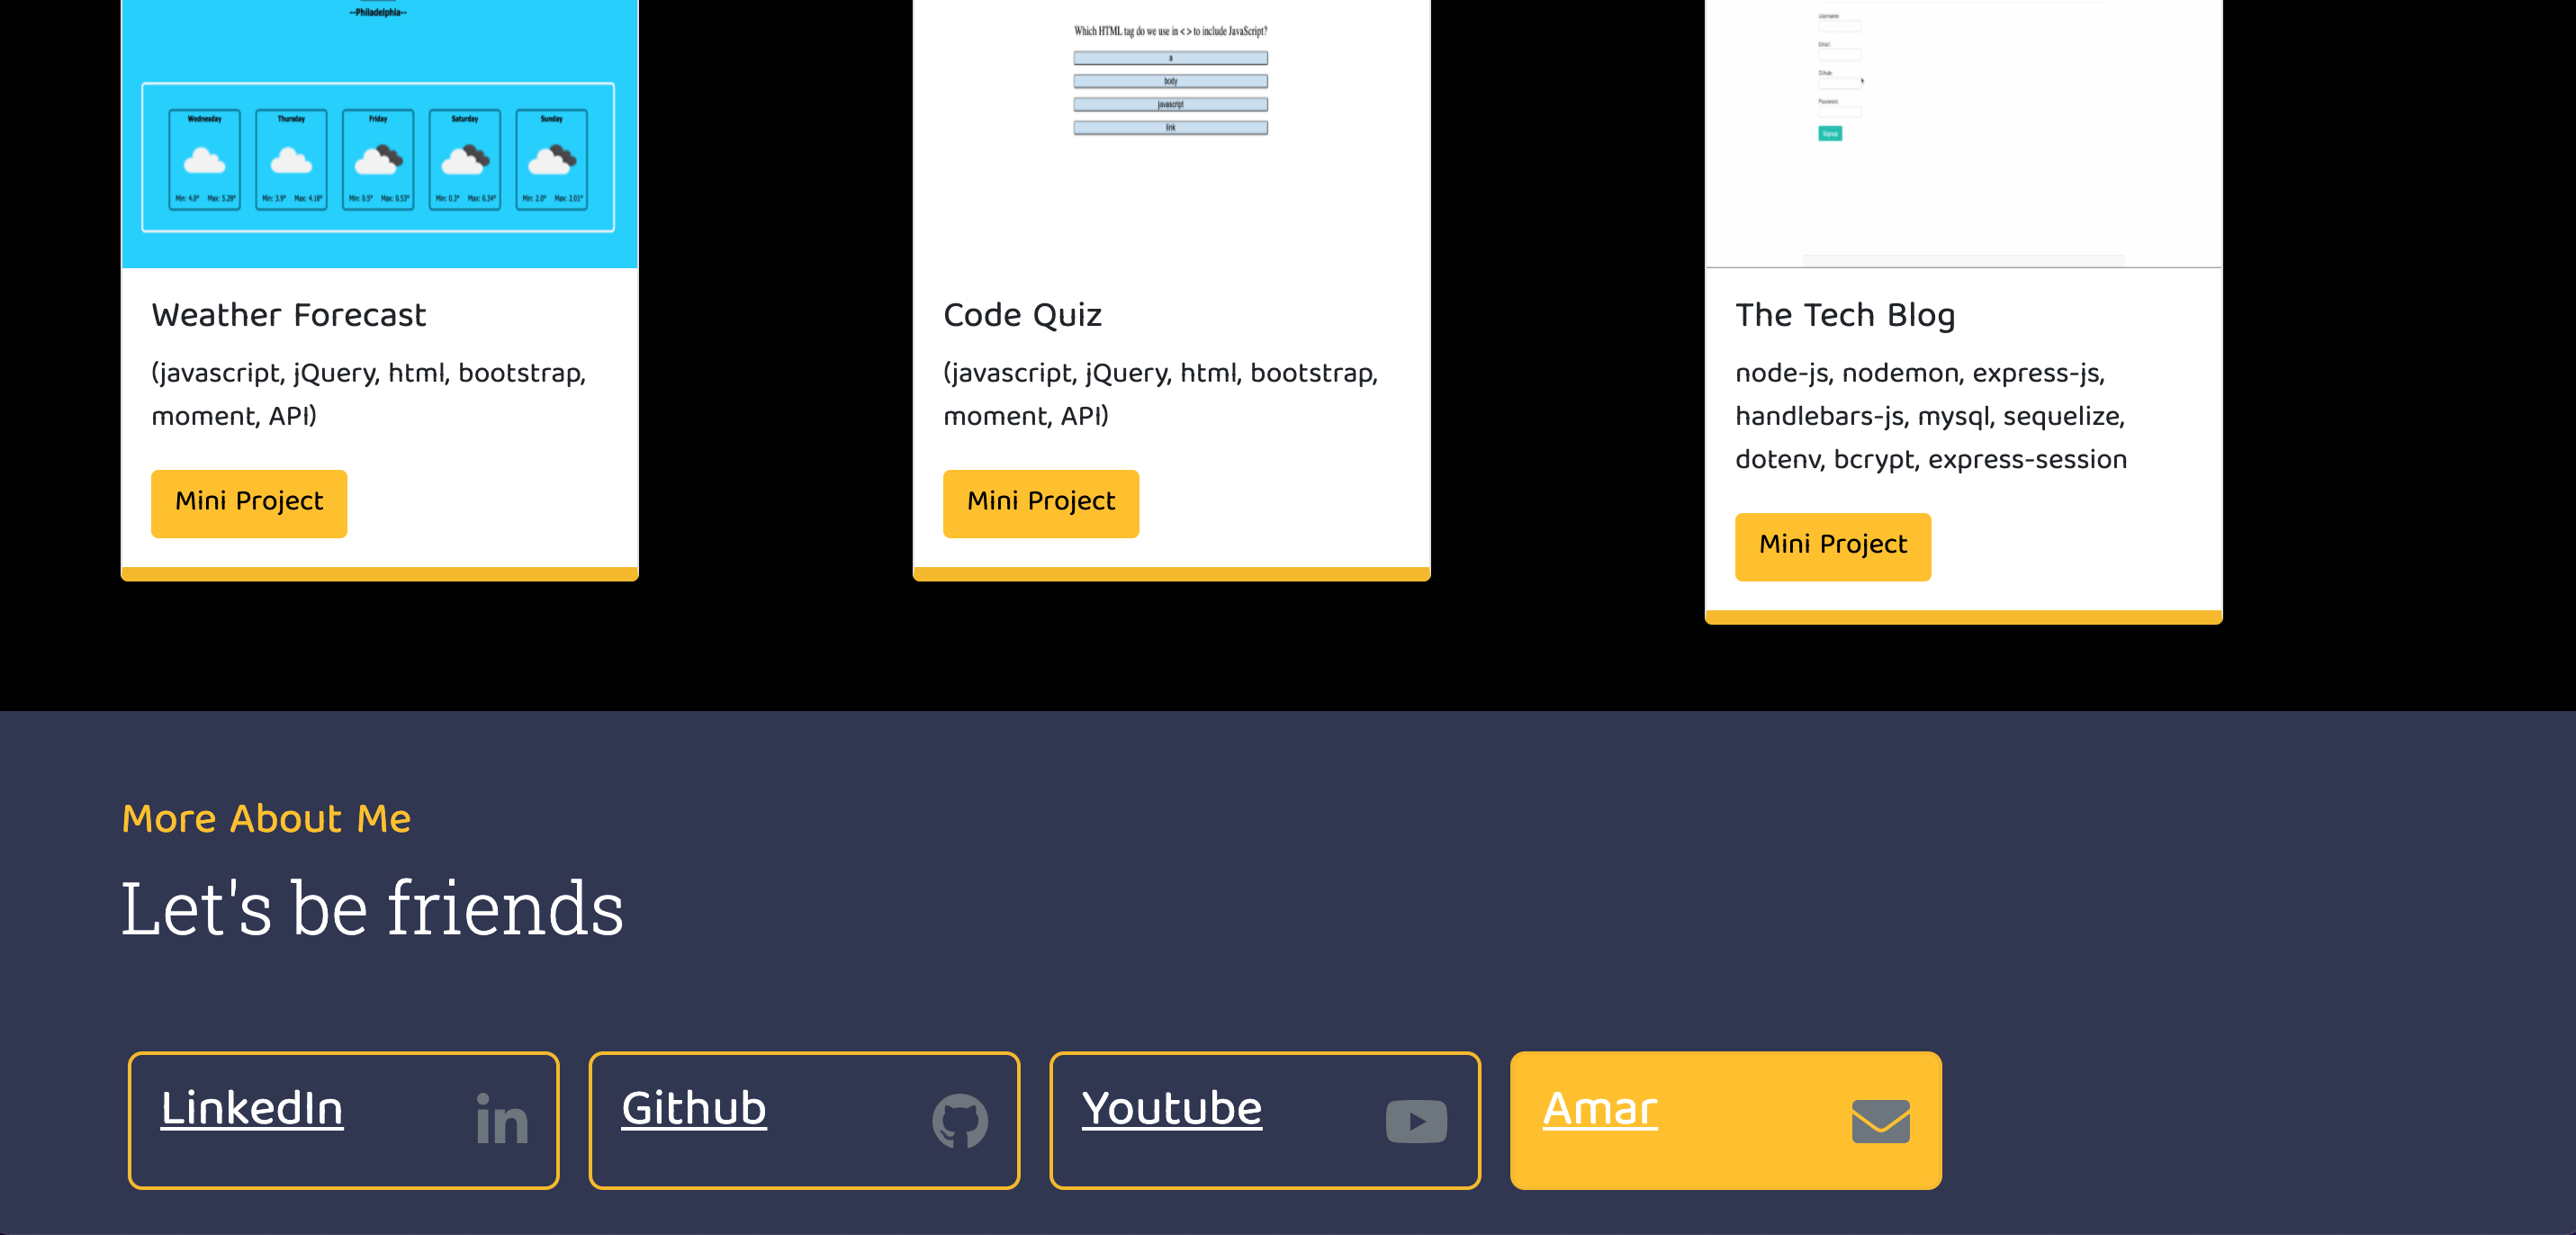 --Philadelphia--
Wednesday
Thursday
Friday
Saturday
Sunday
Min: 4.0° Max: 5.28°
Min: 3.9° Max: 4.18°
Min: 0.5° Max: 0.53°
Min: 0.3° Max: 0.34°
Min: 2.0° Max: 2.01°
Which HTML tag do we use in < > to include JavaScript?
a
body
javascript
link
Username:
Email:
Github:
Password:
Signup
Weather Forecast
(javascript, jQuery, html, bootstrap,
moment, API)
Mini Project
Code Quiz
(javascript, jQuery, html, bootstrap,
moment, API)
Mini Project
The Tech Blog
node-js, nodemon, express-js,
handlebars-js, mysql, sequelize,
dotenv, bcrypt, express-session
Mini Project
More About Me
Let's be friends
LinkedIn
in
Github
Youtube
Amar